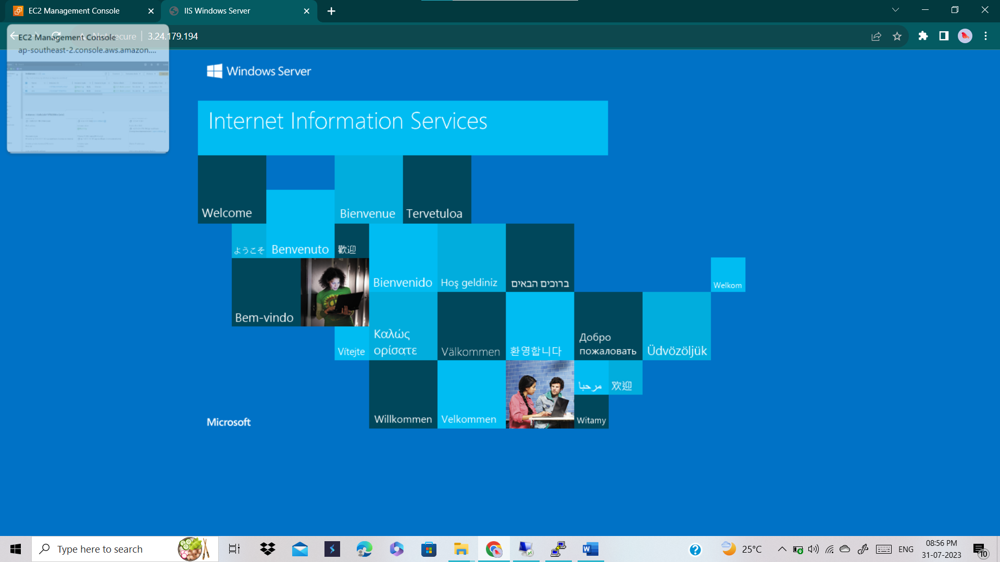 EC2 Management Console
IIS Windows Server
EC2 Management Console
ap-southeast-2.console.aws.amazon....
Not secure
3.24.179.194
Windows Server
Internet Information Services
Welcome
Bienvenue
Tervetuloa
ようこそ
Benvenuto
歡迎
Bienvenido
Hoş geldiniz
ברוכים הבאים
Welkom
Bem-vindo
Vítejte
Καλώς
ορίσατε
Välkommen
환영합니다
Добро
пожаловать
Üdvözöljük
مرحبا
欢迎
Willkommen
Velkommen
Witamy
Microsoft
Type here to search
25°C
ENG
08:56 PM
31-07-2023
10